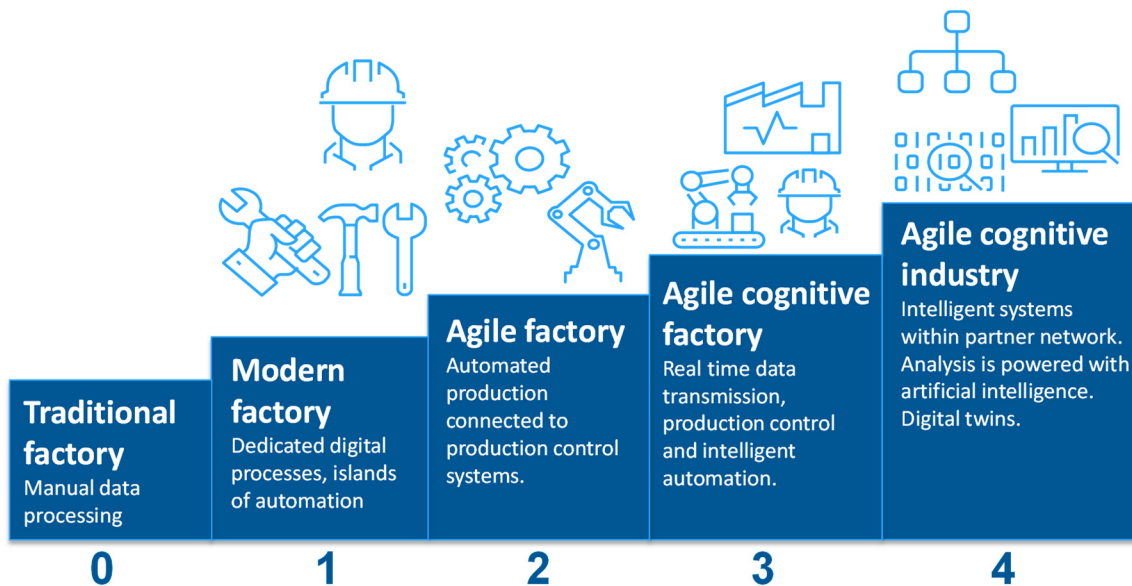 Traditional
factory
Manual data
processing
0
Modern
factory
Dedicated digital
processes, islands
of automation
1
Agile factory
Automated
production
connected to
production control
systems.
2
Agile cognitive
factory
Real time data
transmission,
production control
and intelligent
automation.
3
Agile cognitive
industry
Intelligent systems
within partner network.
Analysis is powered with
artificial intelligence.
Digital twins.
4